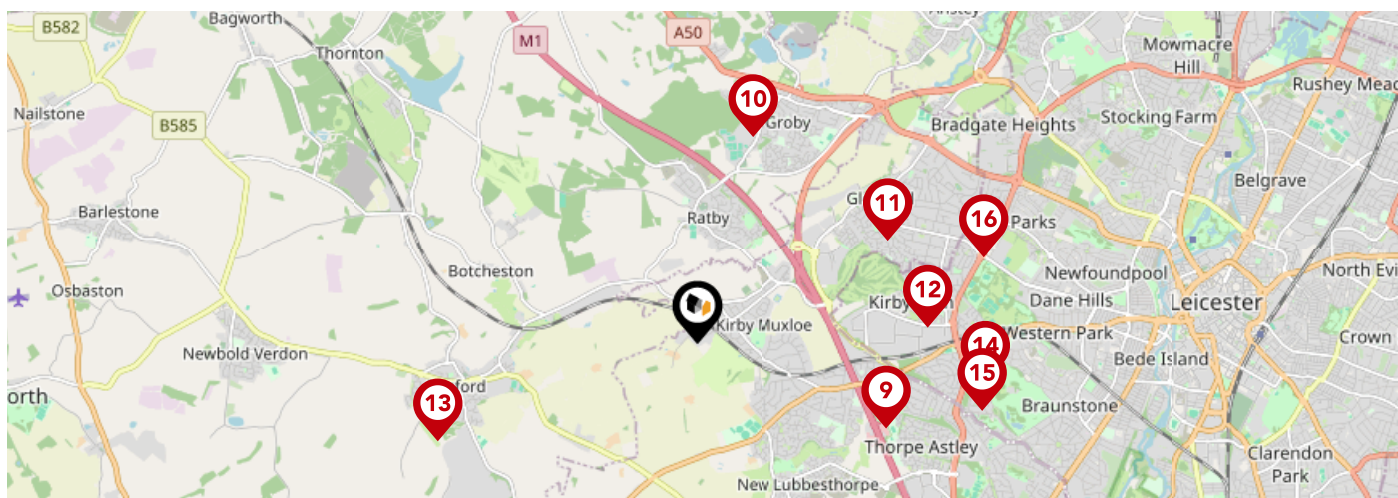 Bagworth
Anstey
B582
A50
M1
Thornton
Mowmacre
Hill
Rushey Mead
10
Nailstone
Groby
Stocking Farm
B585
Bradgate Heights
Belgrave
11
Barlestone
Ratby
16
Parks
Botcheston
Newfoundpool
North Evi
12
Osbaston
Kirby
Dane Hills
Leicester
Kirby Muxloe
Western Park
14
Newbold Verdon
Crown
Bede Island
15
ford
9
orth
13
Braunstone
Thorpe Astley
Clarendon
Park
New Lubbesthorpe